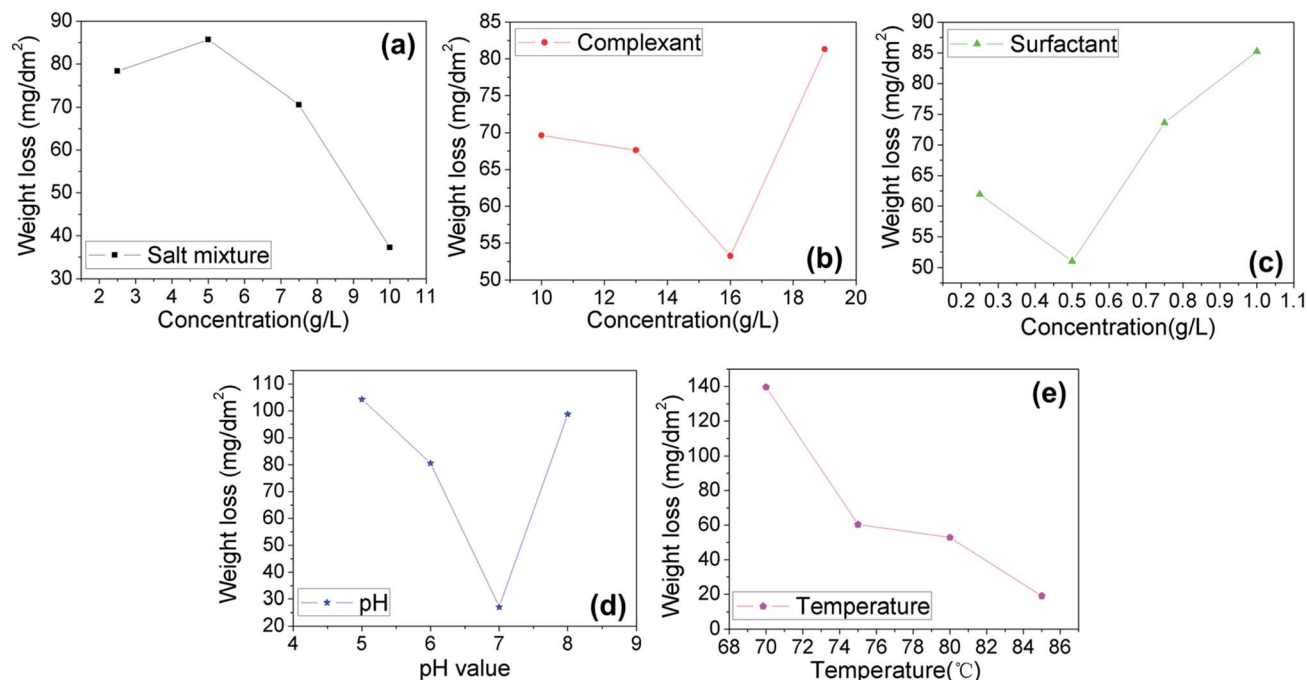 (a)
Weight loss (mg/dm²)
90
80
70
60
50
40
30
Salt mixture
2 3 4 5 6 7 8 9 10 11
Concentration(g/L)
(b)
Weight loss (mg/dm²)
85
80
75
70
65
60
55
50
Complexant
10 12 14 16 18 20
Concentration(g/L)
(c)
Weight loss (mg/dm²)
90
85
80
75
70
65
60
55
50
Surfactant
0.2 0.3 0.4 0.5 0.6 0.7 0.8 0.9 1.0 1.1
Concentration(g/L)
(d)
Weight loss (mg/dm²)
110
100
90
80
70
60
50
40
30
20
pH
4 5 6 7 8 9
pH value
(e)
Weight loss (mg/dm²)
140
120
100
80
60
40
20
0
Temperature
68 70 72 74 76 78 80 82 84 86
Temperature(℃)